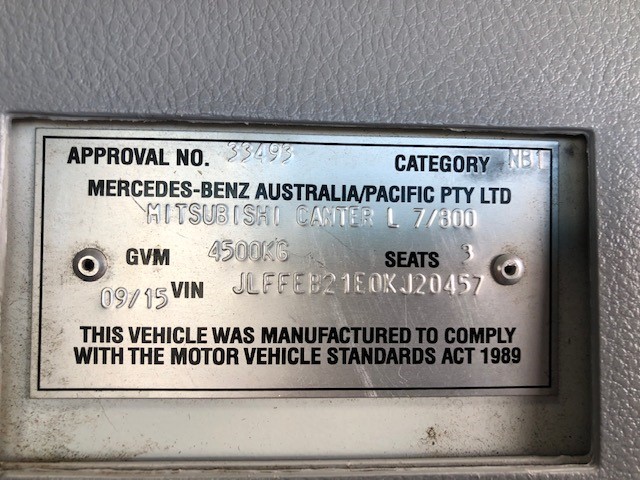 APPROVAL NO. 33493 CATEGORY NB1
MERCEDES-BENZ AUSTRALIA/PACIFIC PTY LTD
MITSUBISHI CANTER L 7/800
GVM 4500KG SEATS 3
09/15 VIN JLFFEB21E0KJ20457
THIS VEHICLE WAS MANUFACTURED TO COMPLY
WITH THE MOTOR VEHICLE STANDARDS ACT 1989